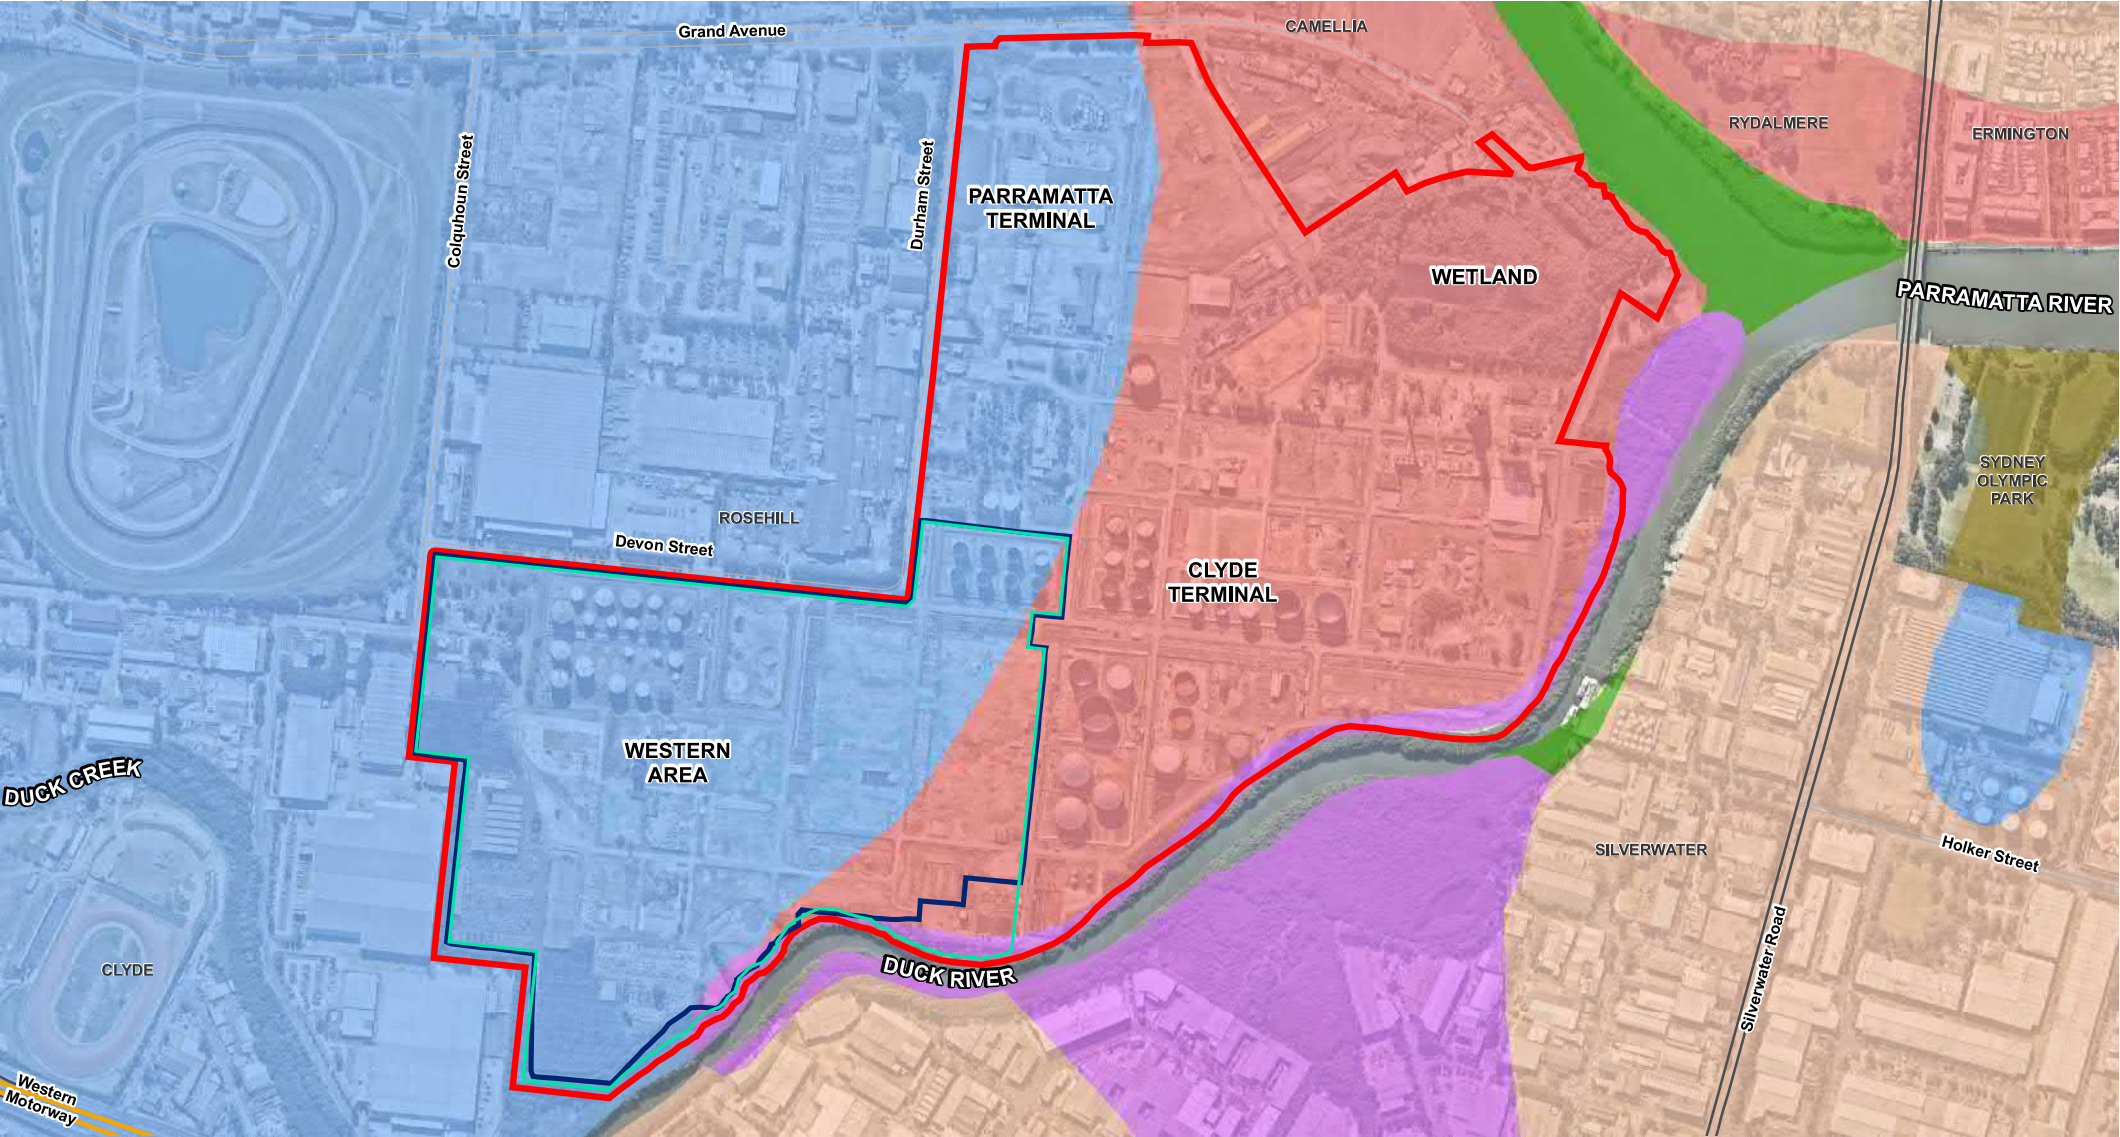 Grand Avenue
CAMELLIA
RYDALMERE
ERMINGTON
Colquhoun Street
Durham Street
PARRAMATTA
TERMINAL
WETLAND
PARRAMATTA RIVER
SYDNEY
OLYMPIC
PARK
ROSEHILL
Devon Street
CLYDE
TERMINAL
WESTERN
AREA
DUCK CREEK
SILVERWATER
Holker Street
CLYDE
DUCK RIVER
Silverwater Road
Western
Motorway